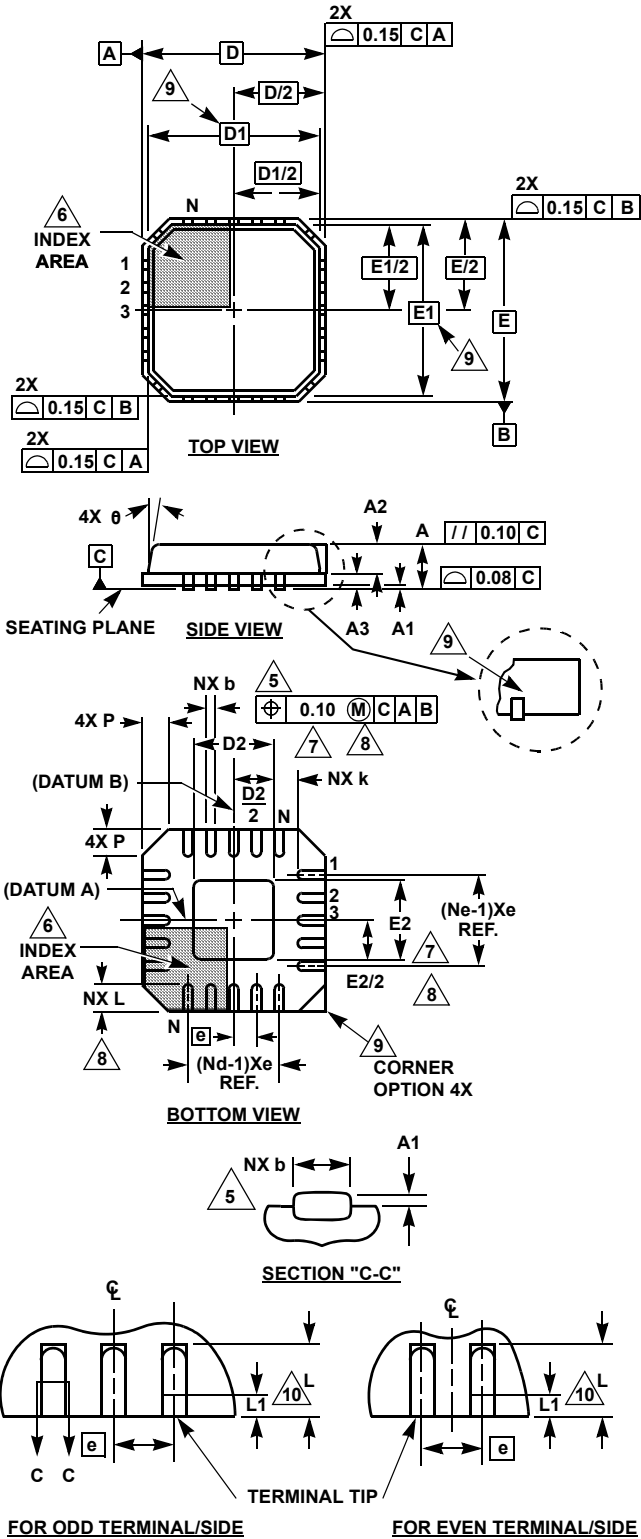 2X
0.15 C A
A
D
9
D/2
D1
D1/2
2X
0.15 C B
6
INDEX
AREA
N
1
2
3
E1/2
E/2
E1
E
9
2X
0.15 C B
2X
0.15 C A
B
TOP VIEW
4X θ
A2
A
// 0.10 C
C
0.08 C
SEATING PLANE
SIDE VIEW
A3
A1
9
NX b
5
⌖ 0.10 Ⓜ C A B
4X P
D2
7
8
(DATUM B)
D2
2
N
NX k
4X P
1
2
3
(DATUM A)
6
INDEX
AREA
E2
(Ne-1)Xe
REF.
7
E2/2
8
NX L
8
N
e
(Nd-1)Xe
REF.
9
CORNER
OPTION 4X
BOTTOM VIEW
NX b
A1
5
SECTION "C-C"
℄
℄
L
10
L1
L
10
L1
e
e
C C
TERMINAL TIP
FOR ODD TERMINAL/SIDE
FOR EVEN TERMINAL/SIDE